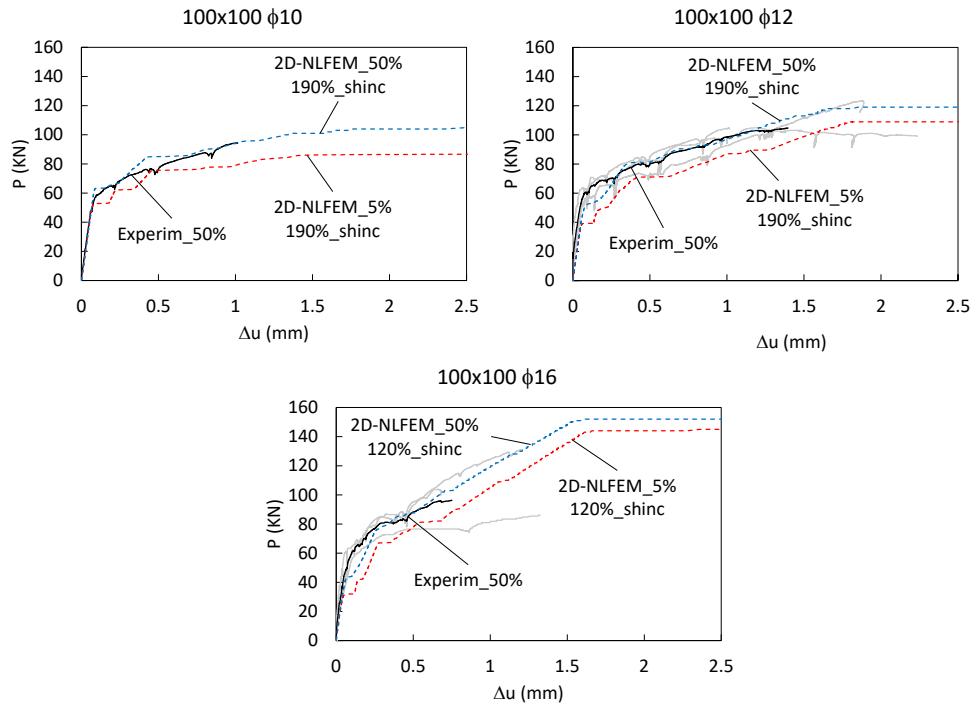 100x100 ϕ10
160
140
120
100
80
60
40
20
0
P (KN)
2D-NLFEM_50%
190%_shinc
2D-NLFEM_5%
190%_shinc
Experim_50%
0
0.5
1
1.5
2
2.5
Δu (mm)
100x100 ϕ12
160
140
120
100
80
60
40
20
0
P (KN)
2D-NLFEM_50%
190%_shinc
2D-NLFEM_5%
190%_shinc
Experim_50%
0
0.5
1
1.5
2
2.5
Δu (mm)
100x100 ϕ16
160
140
120
100
80
60
40
20
0
P (KN)
2D-NLFEM_50%
120%_shinc
2D-NLFEM_5%
120%_shinc
Experim_50%
0
0.5
1
1.5
2
2.5
Δu (mm)